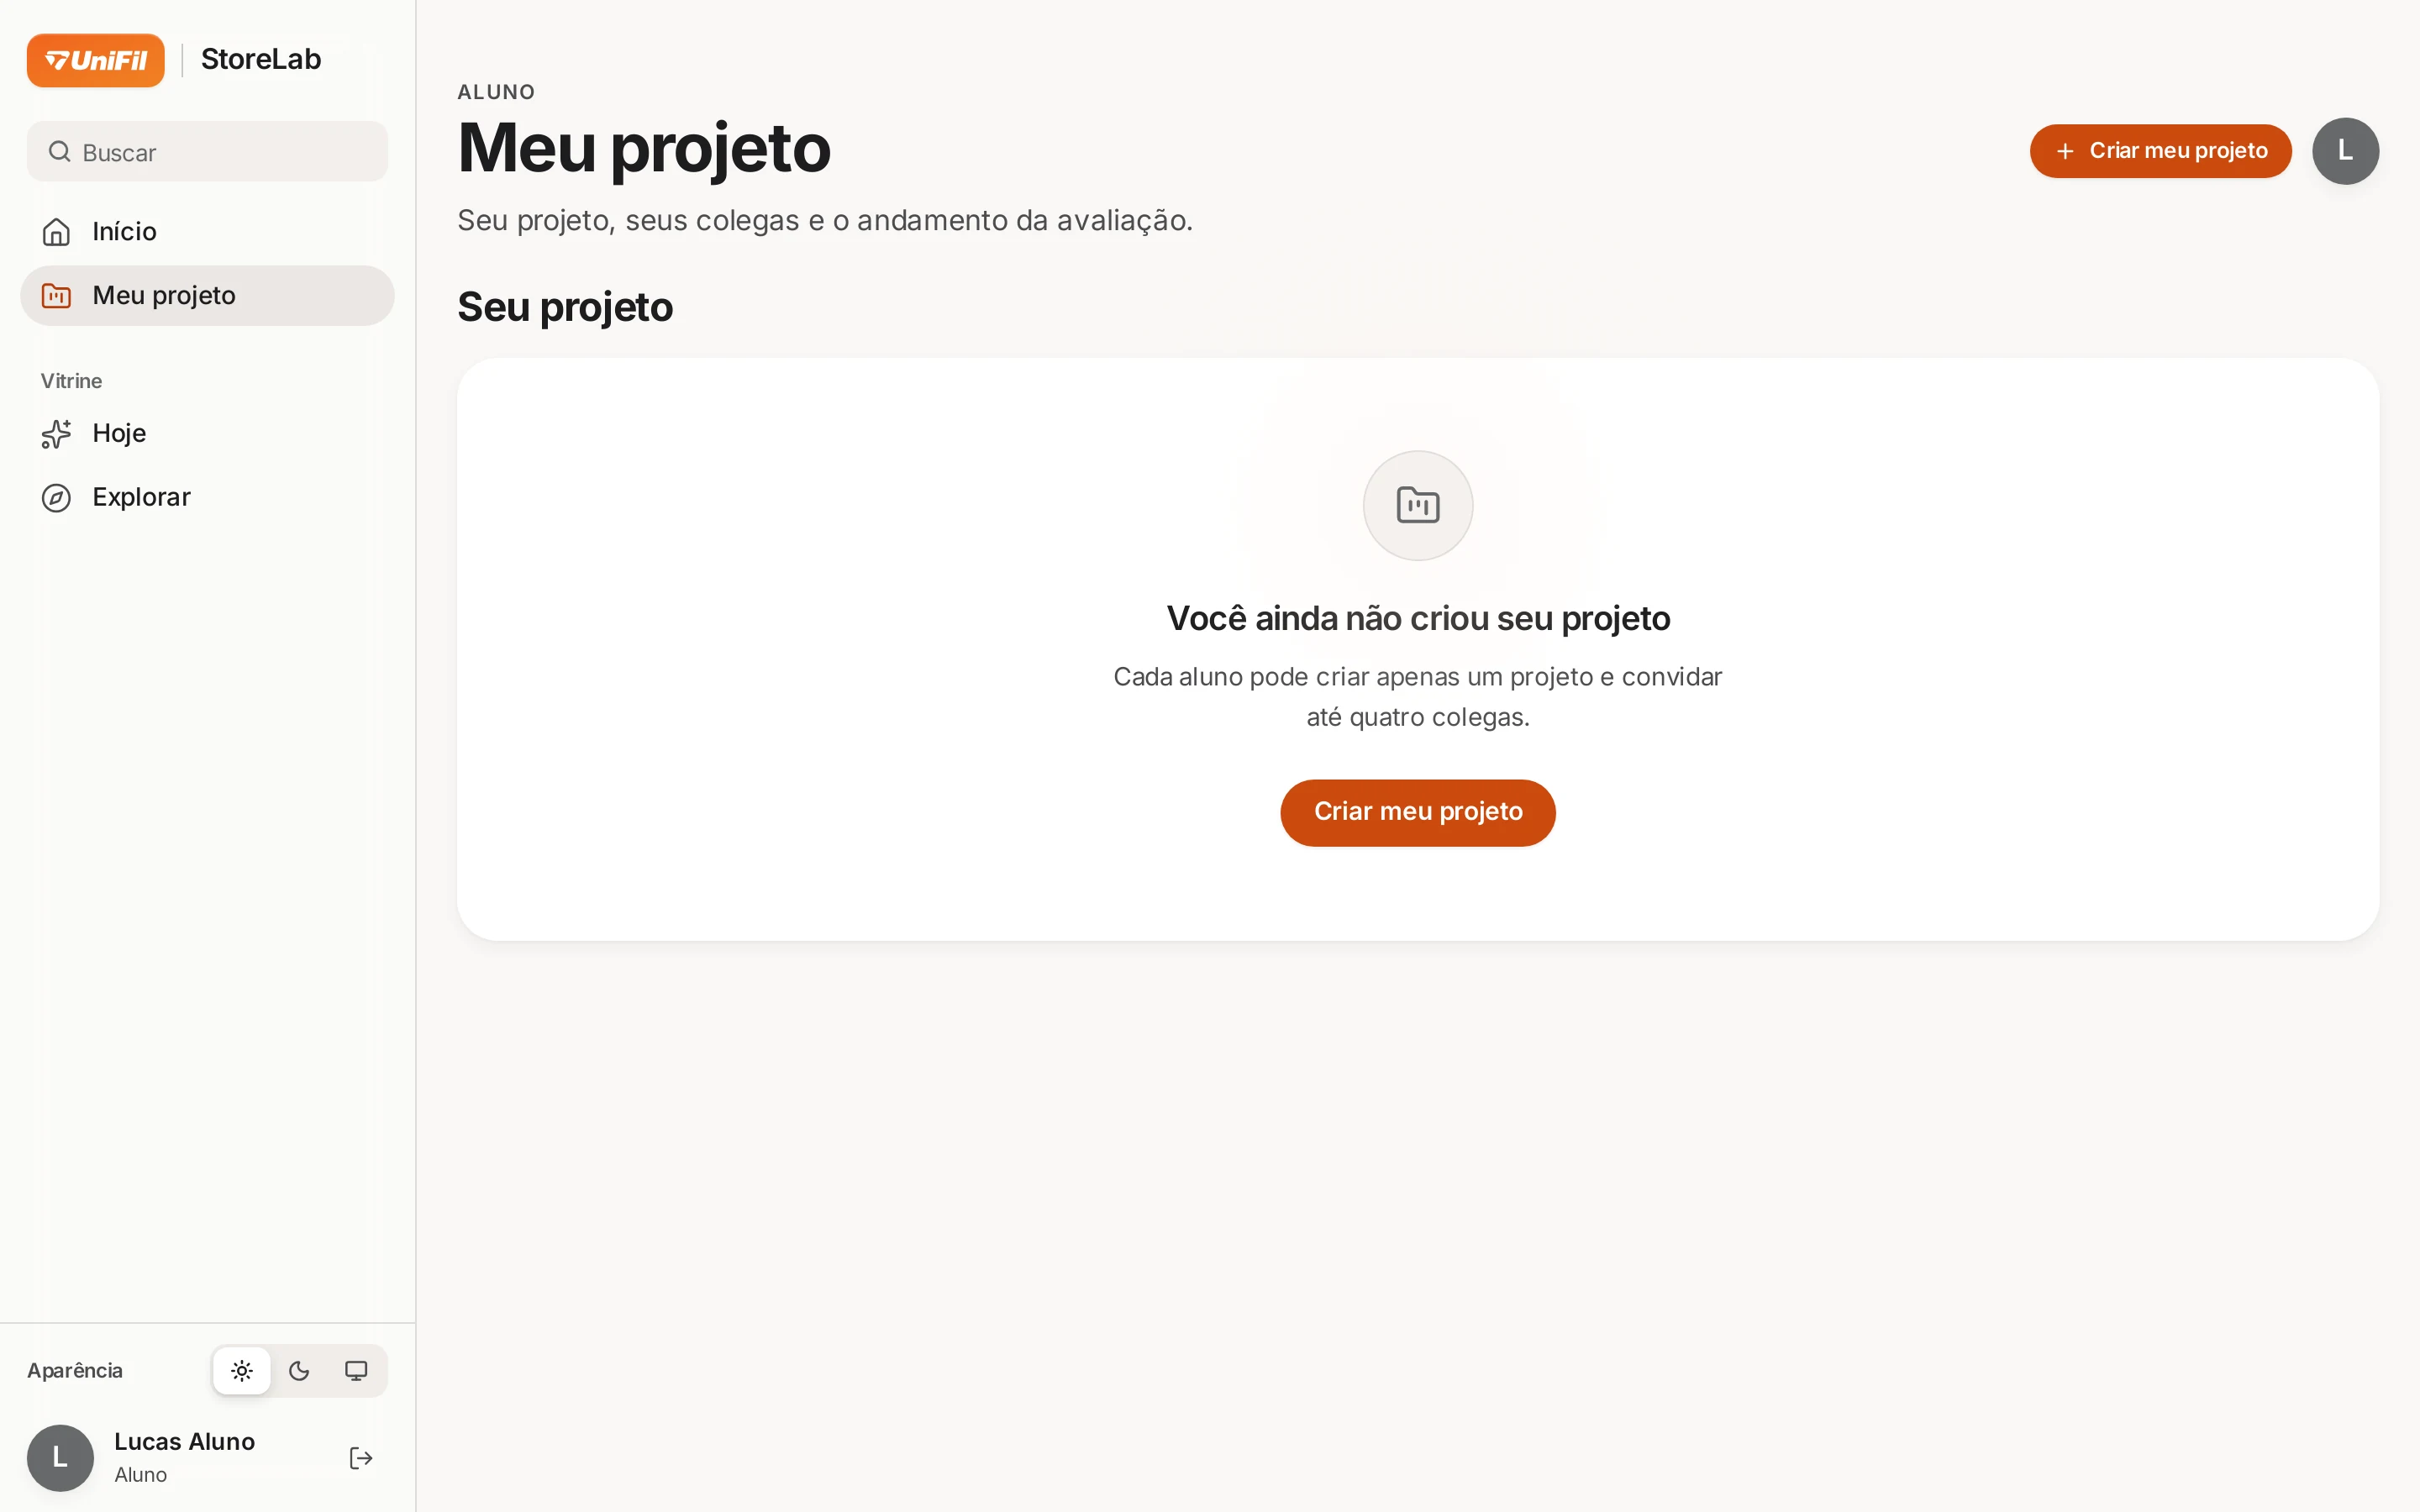 UniFil
StoreLab
Buscar
Início
Meu projeto
Vitrine
Hoje
Explorar
Aparência
L
Lucas Aluno
Aluno
ALUNO
Meu projeto
Seu projeto, seus colegas e o andamento da avaliação.
Criar meu projeto
L
Seu projeto
Você ainda não criou seu projeto
Cada aluno pode criar apenas um projeto e convidar
até quatro colegas.
Criar meu projeto